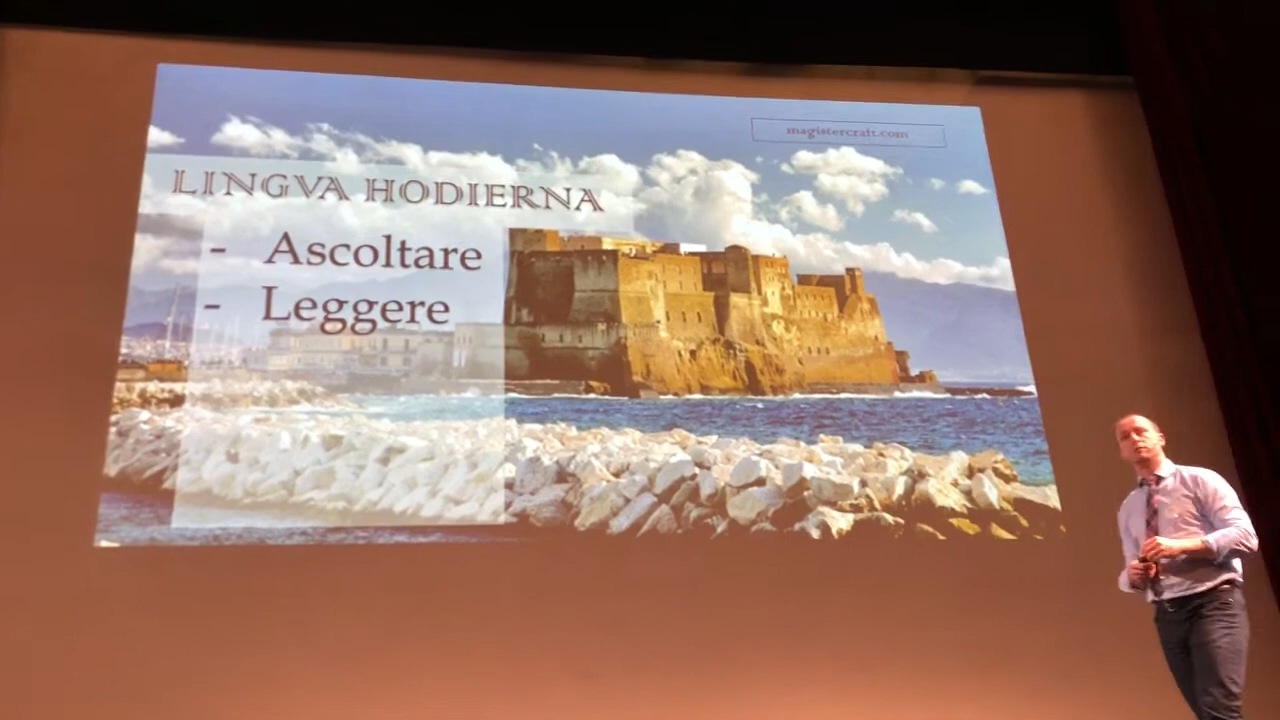 magistercraft.com
LINGVA HODIERNA
- Ascoltare
- Leggere